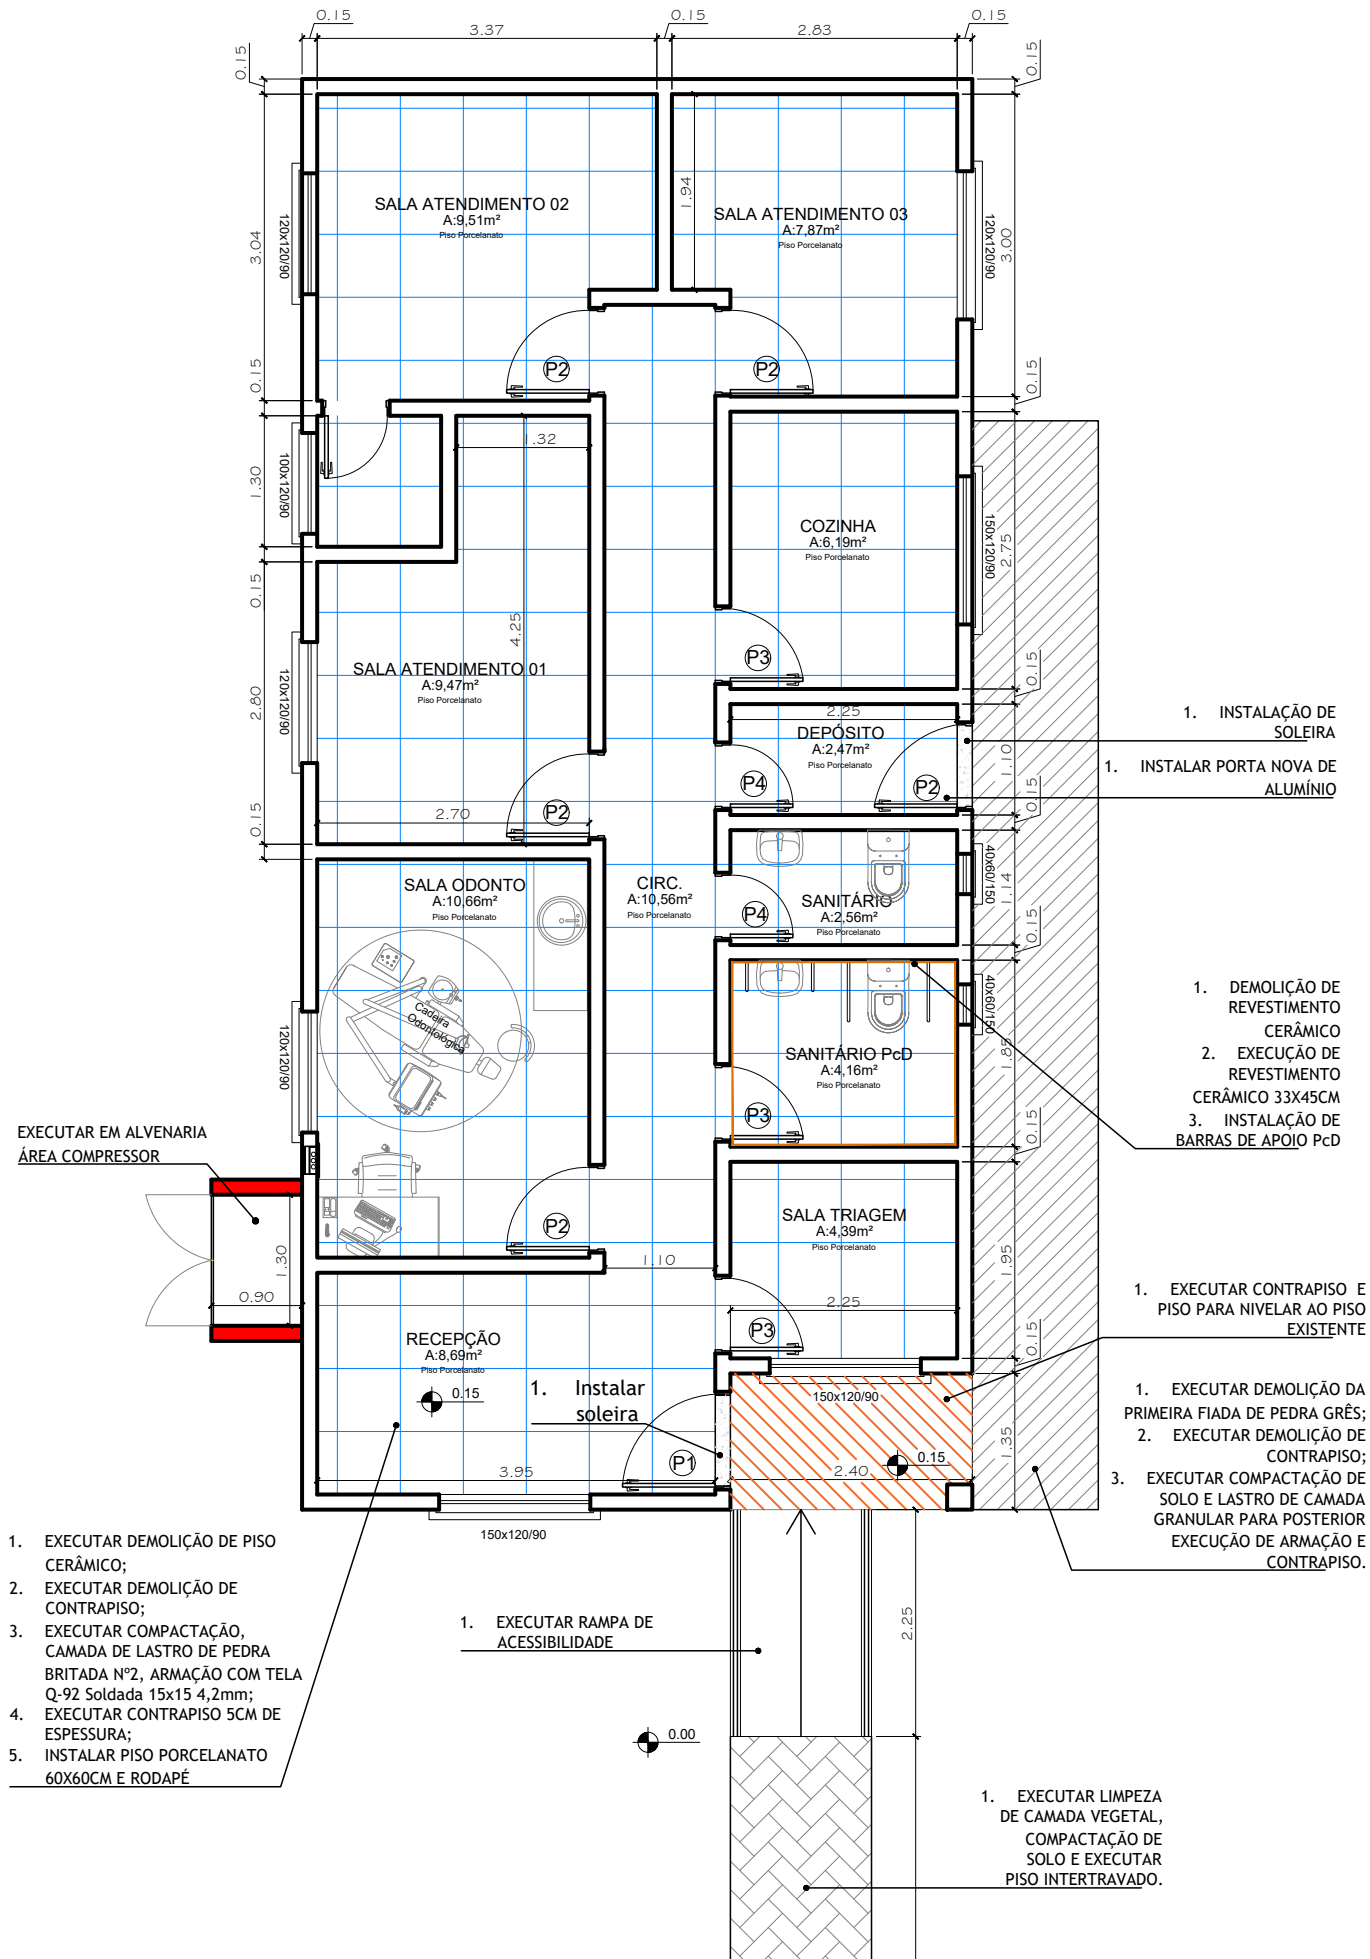 0.15
3.37
0.15
2.83
0.15
0.15
0.15
SALA ATENDIMENTO 02
A:9,51m²
Piso Porcelanato
1.94
SALA ATENDIMENTO 03
A:7,87m²
Piso Porcelanato
3.04
120x120/90
120x120/90
3.00
P2
P2
0.15
0.15
1.32
1.30
100x120/90
COZINHA
A:6,19m²
Piso Porcelanato
150x120/90
2.75
0.15
4.25
P3
SALA ATENDIMENTO 01
A:9,47m²
Piso Porcelanato
2.80
120x120/90
0.15
2.25
DEPÓSITO
A:2,47m²
Piso Porcelanato
1.10
P4
P2
1. INSTALAÇÃO DE
SOLEIRA
1. INSTALAR PORTA NOVA DE
ALUMÍNIO
2.70
P2
0.15
0.15
SALA ODONTO
A:10,66m²
Piso Porcelanato
CIRC.
A:10,56m²
Piso Porcelanato
SANITÁRIO
A:2,56m²
Piso Porcelanato
P4
40x60/150
1.14
0.15
Cadeira
Odontológica
SANITÁRIO PcD
A:4,16m²
Piso Porcelanato
P3
40x60/150
1.85
0.15
120x120/90
1. DEMOLIÇÃO DE
REVESTIMENTO
CERÂMICO
2. EXECUÇÃO DE
REVESTIMENTO
CERÂMICO 33X45CM
3. INSTALAÇÃO DE
BARRAS DE APOIO PcD
EXECUTAR EM ALVENARIA
ÁREA COMPRESSOR
1.30
0.90
P2
1.10
SALA TRIAGEM
A:4,39m²
Piso Porcelanato
1.95
2.25
P3
0.15
1. EXECUTAR CONTRAPISO E
PISO PARA NIVELAR AO PISO
EXISTENTE
RECEPÇÃO
A:8,69m²
Piso Porcelanato
0.15
1. Instalar
soleira
150x120/90
P1
3.95
2.40
0.15
1.35
150x120/90
1. EXECUTAR DEMOLIÇÃO DA
PRIMEIRA FIADA DE PEDRA GRÊS;
2. EXECUTAR DEMOLIÇÃO DE
CONTRAPISO;
3. EXECUTAR COMPACTAÇÃO DE
SOLO E LASTRO DE CAMADA
GRANULAR PARA POSTERIOR
EXECUÇÃO DE ARMAÇÃO E
CONTRAPISO.
1. EXECUTAR DEMOLIÇÃO DE PISO
CERÂMICO;
2. EXECUTAR DEMOLIÇÃO DE
CONTRAPISO;
3. EXECUTAR COMPACTAÇÃO,
CAMADA DE LASTRO DE PEDRA
BRITADA Nº2, ARMAÇÃO COM TELA
Q-92 Soldada 15x15 4,2mm;
4. EXECUTAR CONTRAPISO 5CM DE
ESPESSURA;
5. INSTALAR PISO PORCELANATO
60X60CM E RODAPÉ
1. EXECUTAR RAMPA DE
ACESSIBILIDADE
2.25
0.00
1. EXECUTAR LIMPEZA
DE CAMADA VEGETAL,
COMPACTAÇÃO DE
SOLO E EXECUTAR
PISO INTERTRAVADO.